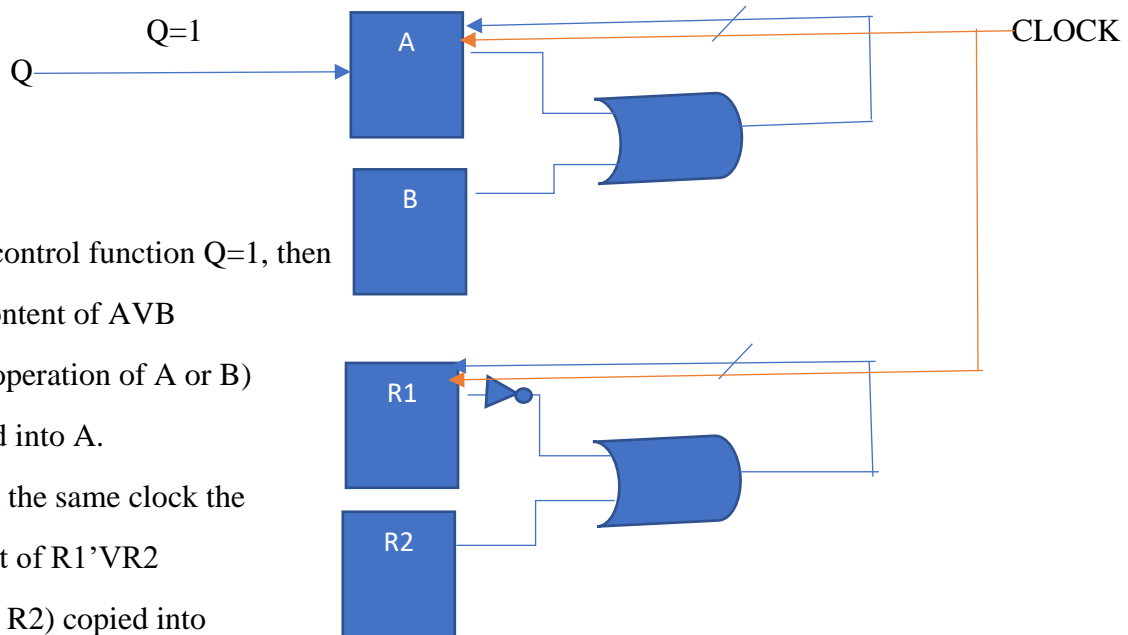 Q=1
A
CLOCK
Q
B
control function Q=1, then
ontent of AVB
operation of A or B)
d into A.
R1
the same clock the
t of R1’VR2
R2
R2) copied into